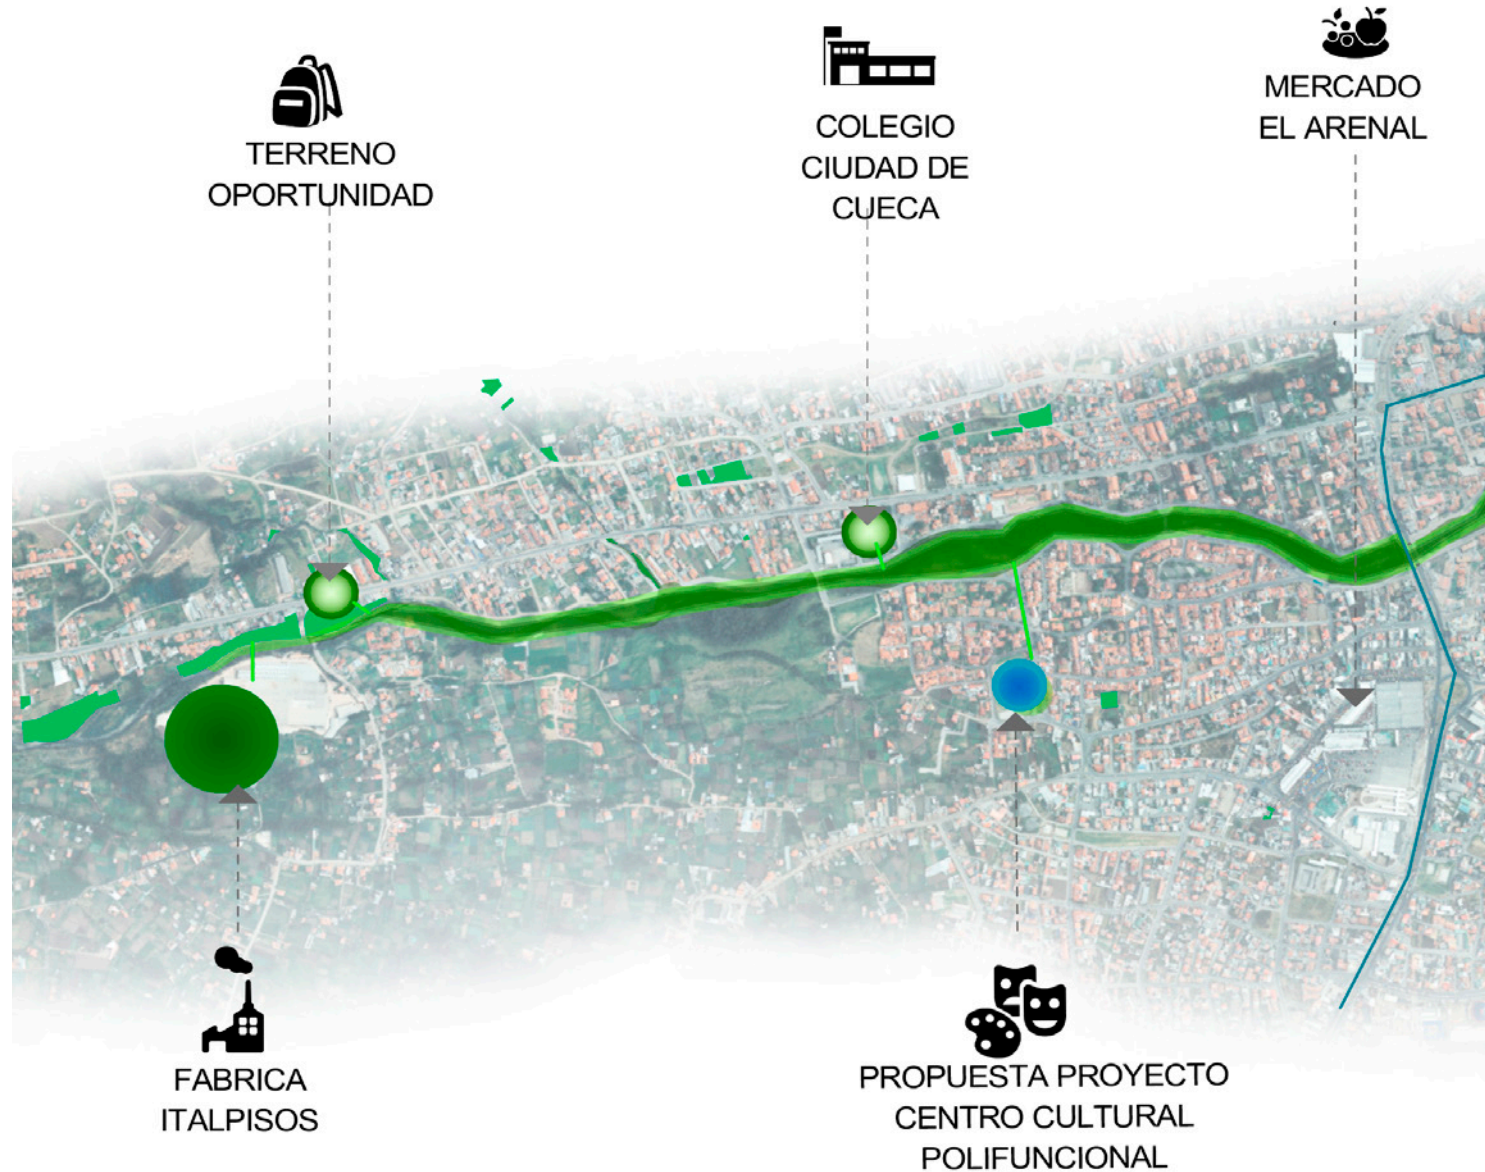 TERRENO
OPORTUNIDAD
COLEGIO
CIUDAD DE
CUECA
MERCADO
EL ARENAL
FABRICA
ITALPISOS
PROPUESTA PROYECTO
CENTRO CULTURAL
POLIFUNCIONAL